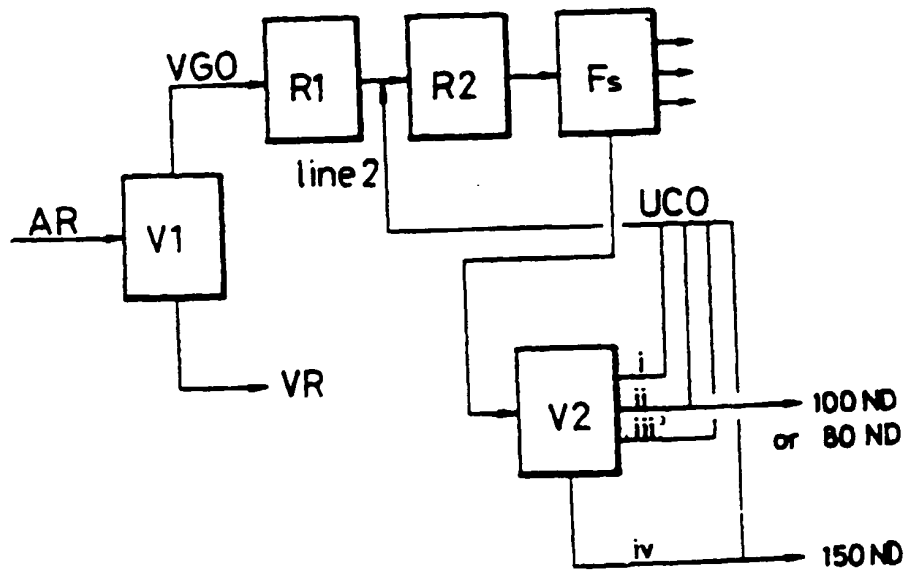 VGO
R1
R2
Fs
line 2
AR
V1
UCO
VR
V2
i
ii
iii'
iv
100 ND
or 80 ND
150 ND